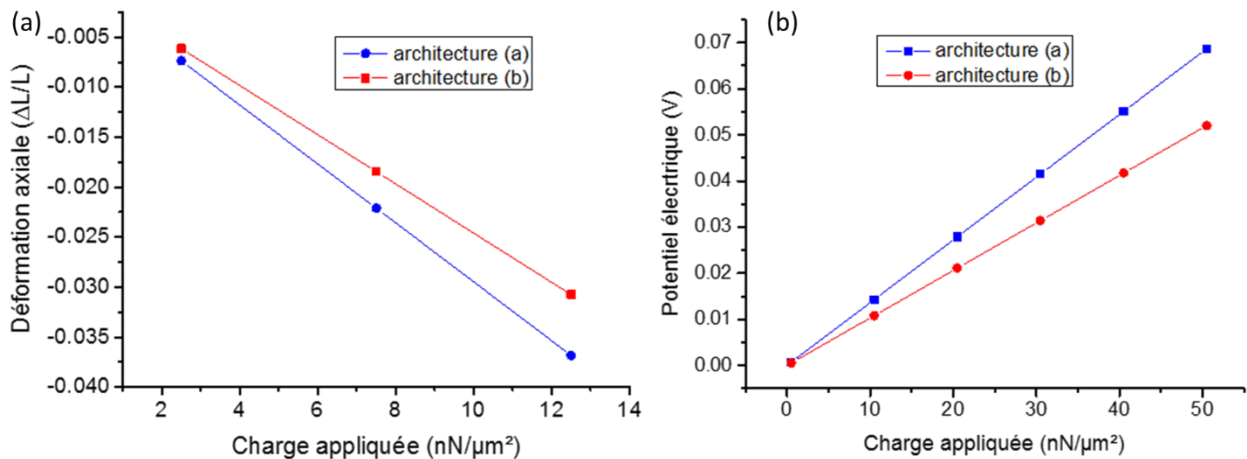 (a)
-0.005
-0.010
-0.015
-0.020
-0.025
-0.030
-0.035
-0.040
Déformation axiale (ΔL/L)
architecture (a)
architecture (b)
2 4 6 8 10 12 14
Charge appliquée (nN/µm²)
(b)
0.07
0.06
0.05
0.04
0.03
0.02
0.01
0.00
Potentiel élecrtrique (V)
architecture (a)
architecture (b)
0 10 20 30 40 50
Charge appliquée (nN/µm²)